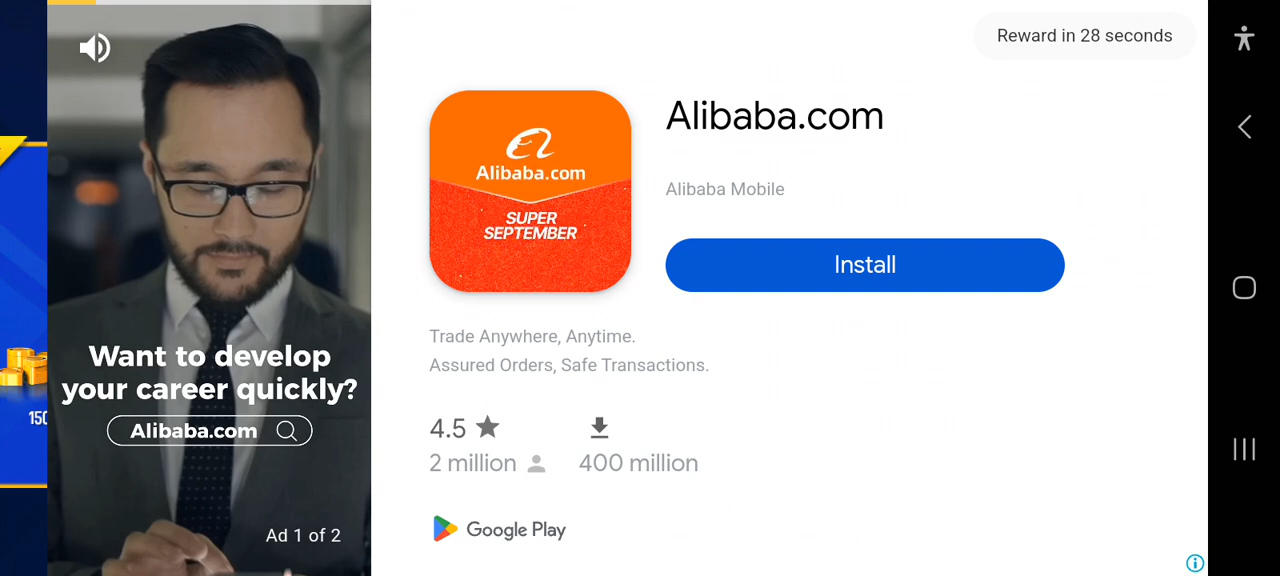 Reward in 28 seconds
Alibaba.com
SUPER
SEPTEMBER
Alibaba.com
Alibaba Mobile
Install
Want to develop
your career quickly?
Alibaba.com
Trade Anywhere, Anytime.
Assured Orders, Safe Transactions.
4.5
2 million
400 million
Ad 1 of 2
Google Play
150